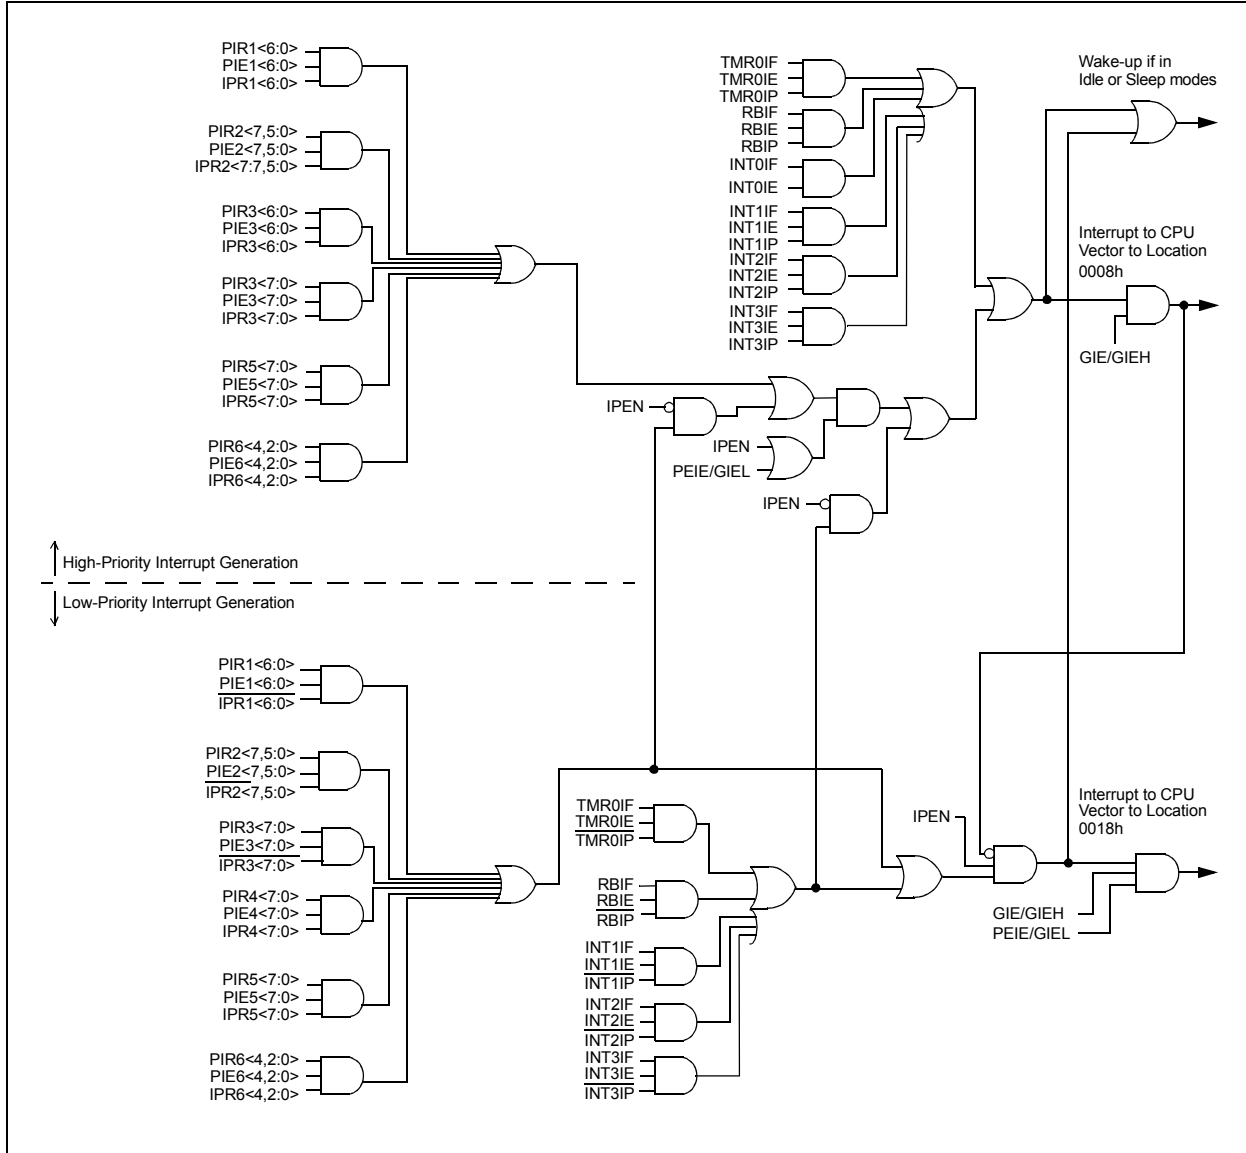 PIR1<6:0>
PIE1<6:0>
IPR1<6:0>
PIR2<7,5:0>
PIE2<7,5:0>
IPR2<7:7,5:0>
PIR3<6:0>
PIE3<6:0>
IPR3<6:0>
PIR3<7:0>
PIE3<7:0>
IPR3<7:0>
PIR5<7:0>
PIE5<7:0>
IPR5<7:0>
PIR6<4,2:0>
PIE6<4,2:0>
IPR6<4,2:0>
TMR0IF
TMR0IE
TMR0IP
RBIF
RBIE
RBIP
INT0IF
INT0IE
INT1IF
INT1IE
INT1IP
INT2IF
INT2IE
INT2IP
INT3IF
INT3IE
INT3IP
Wake-up if in
Idle or Sleep modes
Interrupt to CPU
Vector to Location
0008h
GIE/GIEH
IPEN
IPEN
PEIE/GIEL
IPEN
High-Priority Interrupt Generation
Low-Priority Interrupt Generation
PIR1<6:0>
PIE1<6:0>
IPR1<6:0>
PIR2<7,5:0>
PIE2<7,5:0>
IPR2<7,5:0>
PIR3<7:0>
PIE3<7:0>
IPR3<7:0>
PIR4<7:0>
PIE4<7:0>
IPR4<7:0>
PIR5<7:0>
PIE5<7:0>
IPR5<7:0>
PIR6<4,2:0>
PIE6<4,2:0>
IPR6<4,2:0>
TMR0IF
TMR0IE
TMR0IP
RBIF
RBIE
RBIP
INT1IF
INT1IE
INT1IP
INT2IF
INT2IE
INT2IP
INT3IF
INT3IE
INT3IP
IPEN
Interrupt to CPU
Vector to Location
0018h
GIE/GIEH
PEIE/GIEL